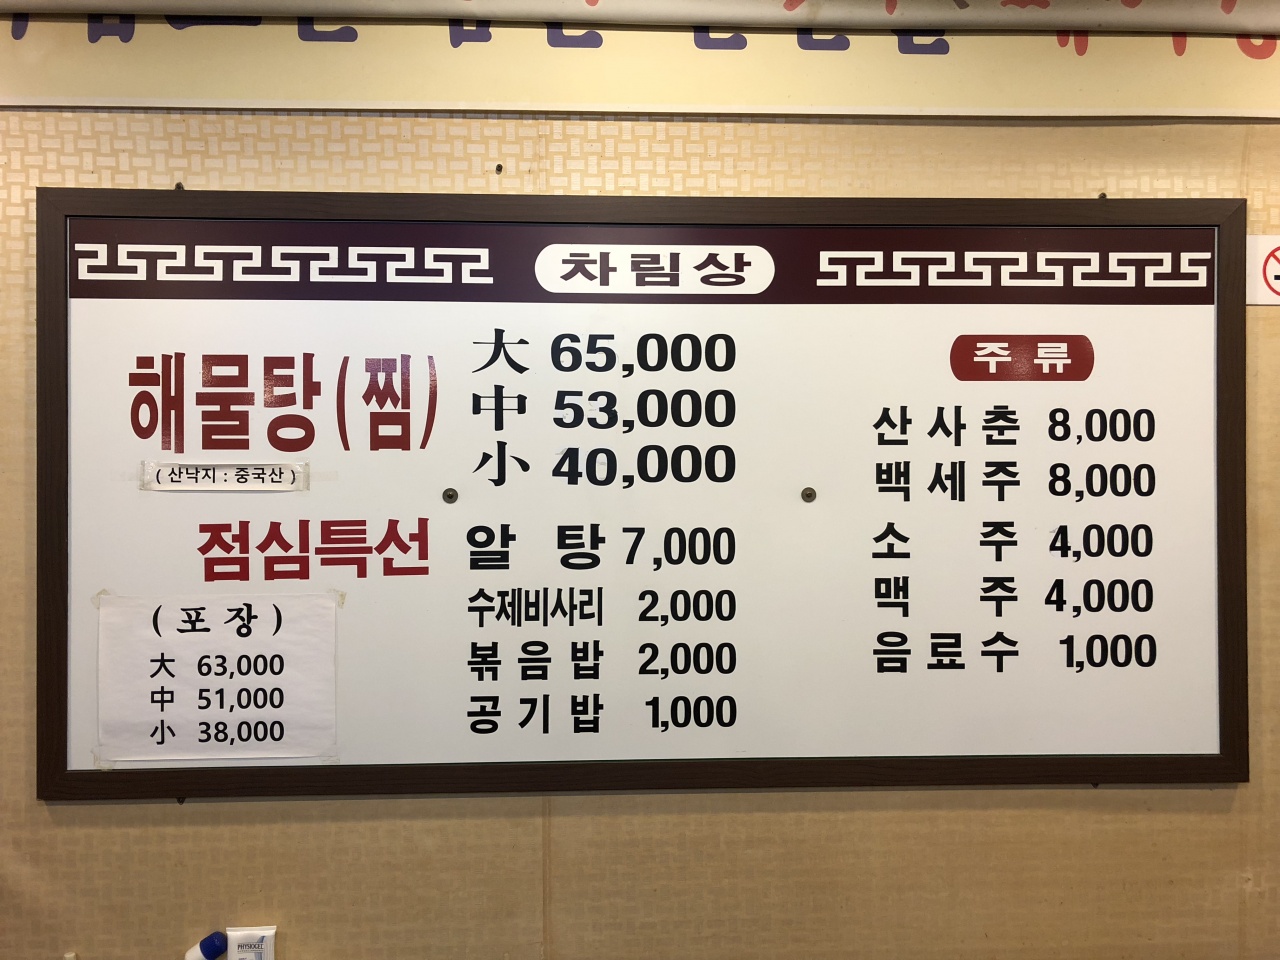 차림상
해물탕(찜)
(산낙지 : 중국산)
大 65,000
中 53,000
小 40,000
점심특선
알 탕 7,000
수제비사리 2,000
볶음밥 2,000
공기밥 1,000
(포장)
大 63,000
中 51,000
小 38,000
주류
산사춘 8,000
백세주 8,000
소 주 4,000
맥 주 4,000
음료수 1,000
PHYSIOGEL